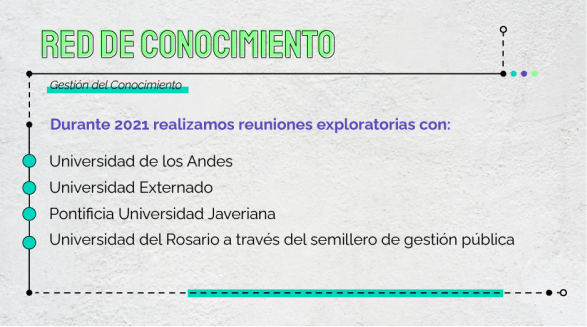 RED DE CONOCIMIENTO
Gestión del Conocimiento
Durante 2021 realizamos reuniones exploratorias con:
Universidad de los Andes
Universidad Externado
Pontificia Universidad Javeriana
Universidad del Rosario a través del semillero de gestión pública